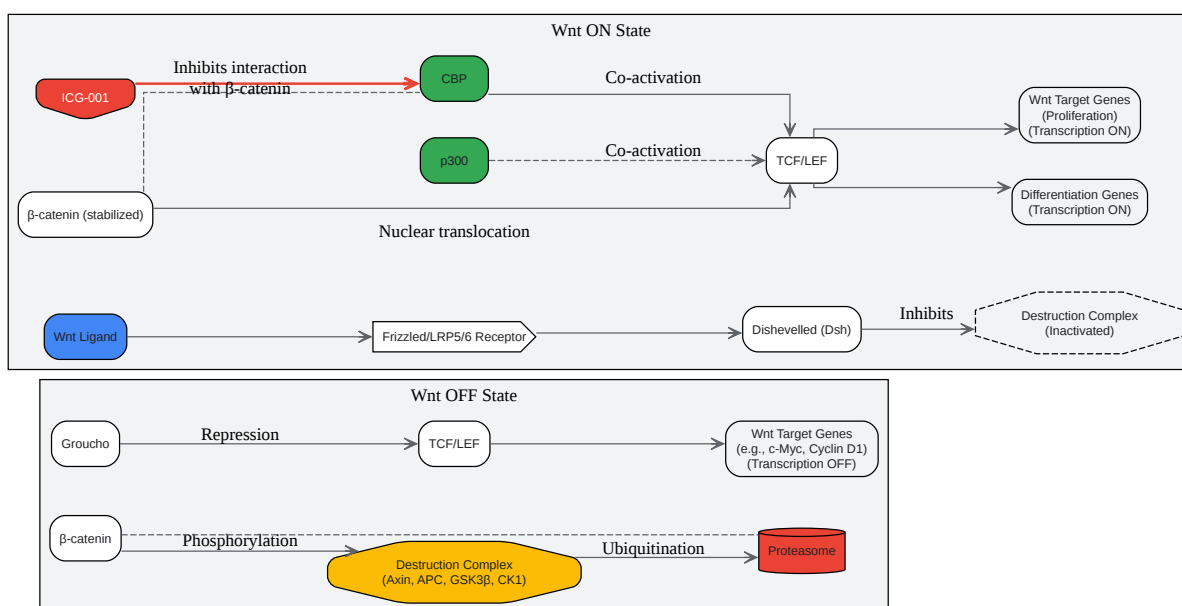 Wnt ON State
Inhibits interaction
with β-catenin
ICG-001
CBP
Co-activation
Wnt Target Genes
(Proliferation)
(Transcription ON)
p300
Co-activation
TCF/LEF
β-catenin (stabilized)
Nuclear translocation
Differentiation Genes
(Transcription ON)
Wnt Ligand
Frizzled/LRP5/6 Receptor
Dishevelled (Dsh)
Inhibits
Destruction Complex
(Inactivated)
Wnt OFF State
Groucho
Repression
TCF/LEF
Wnt Target Genes
(e.g., c-Myc, Cyclin D1)
(Transcription OFF)
β-catenin
Phosphorylation
Destruction Complex
(Axin, APC, GSK3β, CK1)
Ubiquitination
Proteasome